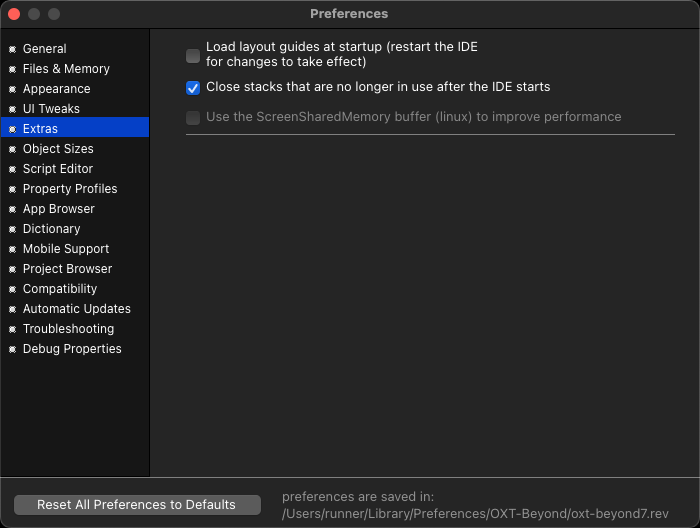 Preferences
General
Files & Memory
Appearance
UI Tweaks
Extras
Object Sizes
Script Editor
Property Profiles
App Browser
Dictionary
Mobile Support
Project Browser
Compatibility
Automatic Updates
Troubleshooting
Debug Properties
Load layout guides at startup (restart the IDE
for changes to take effect)
Close stacks that are no longer in use after the IDE starts
Use the ScreenSharedMemory buffer (linux) to improve performance
Reset All Preferences to Defaults
preferences are saved in:
/Users/runner/Library/Preferences/OXT-Beyond/oxt-beyond7.rev